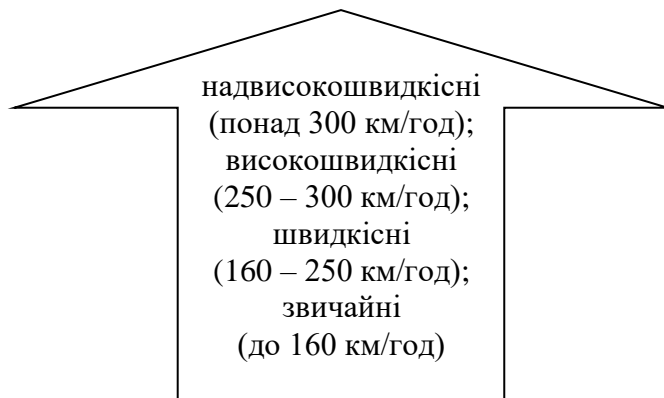 надвисокошвидкісні
(понад 300 км/год);
високошвидкісні
(250 – 300 км/год);
швидкісні
(160 – 250 км/год);
звичайні
(до 160 км/год)